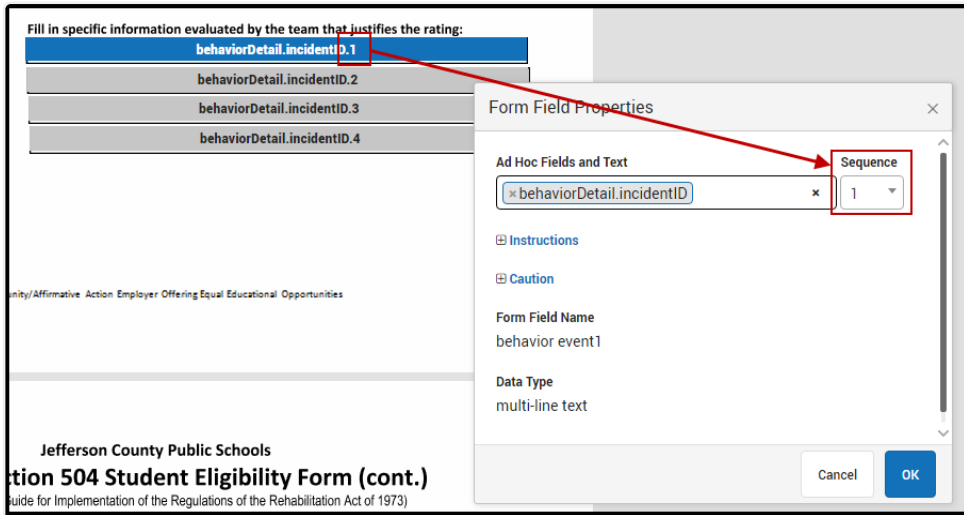 Fill in specific information evaluated by the team that justifies the rating:
behaviorDetail.incidentID.1
behaviorDetail.incidentID.2
behaviorDetail.incidentID.3
behaviorDetail.incidentID.4
Form Field Properties ×
Ad Hoc Fields and Text Sequence
× behaviorDetail.incidentID × 1
Instructions
Caution
Form Field Name
behavior event1
Data Type
multi-line text
Cancel OK
unity/Affirmative Action Employer Offering Equal Educational Opportunities
Jefferson County Public Schools
ction 504 Student Eligibility Form (cont.)
Guide for Implementation of the Regulations of the Rehabilitation Act of 1973)